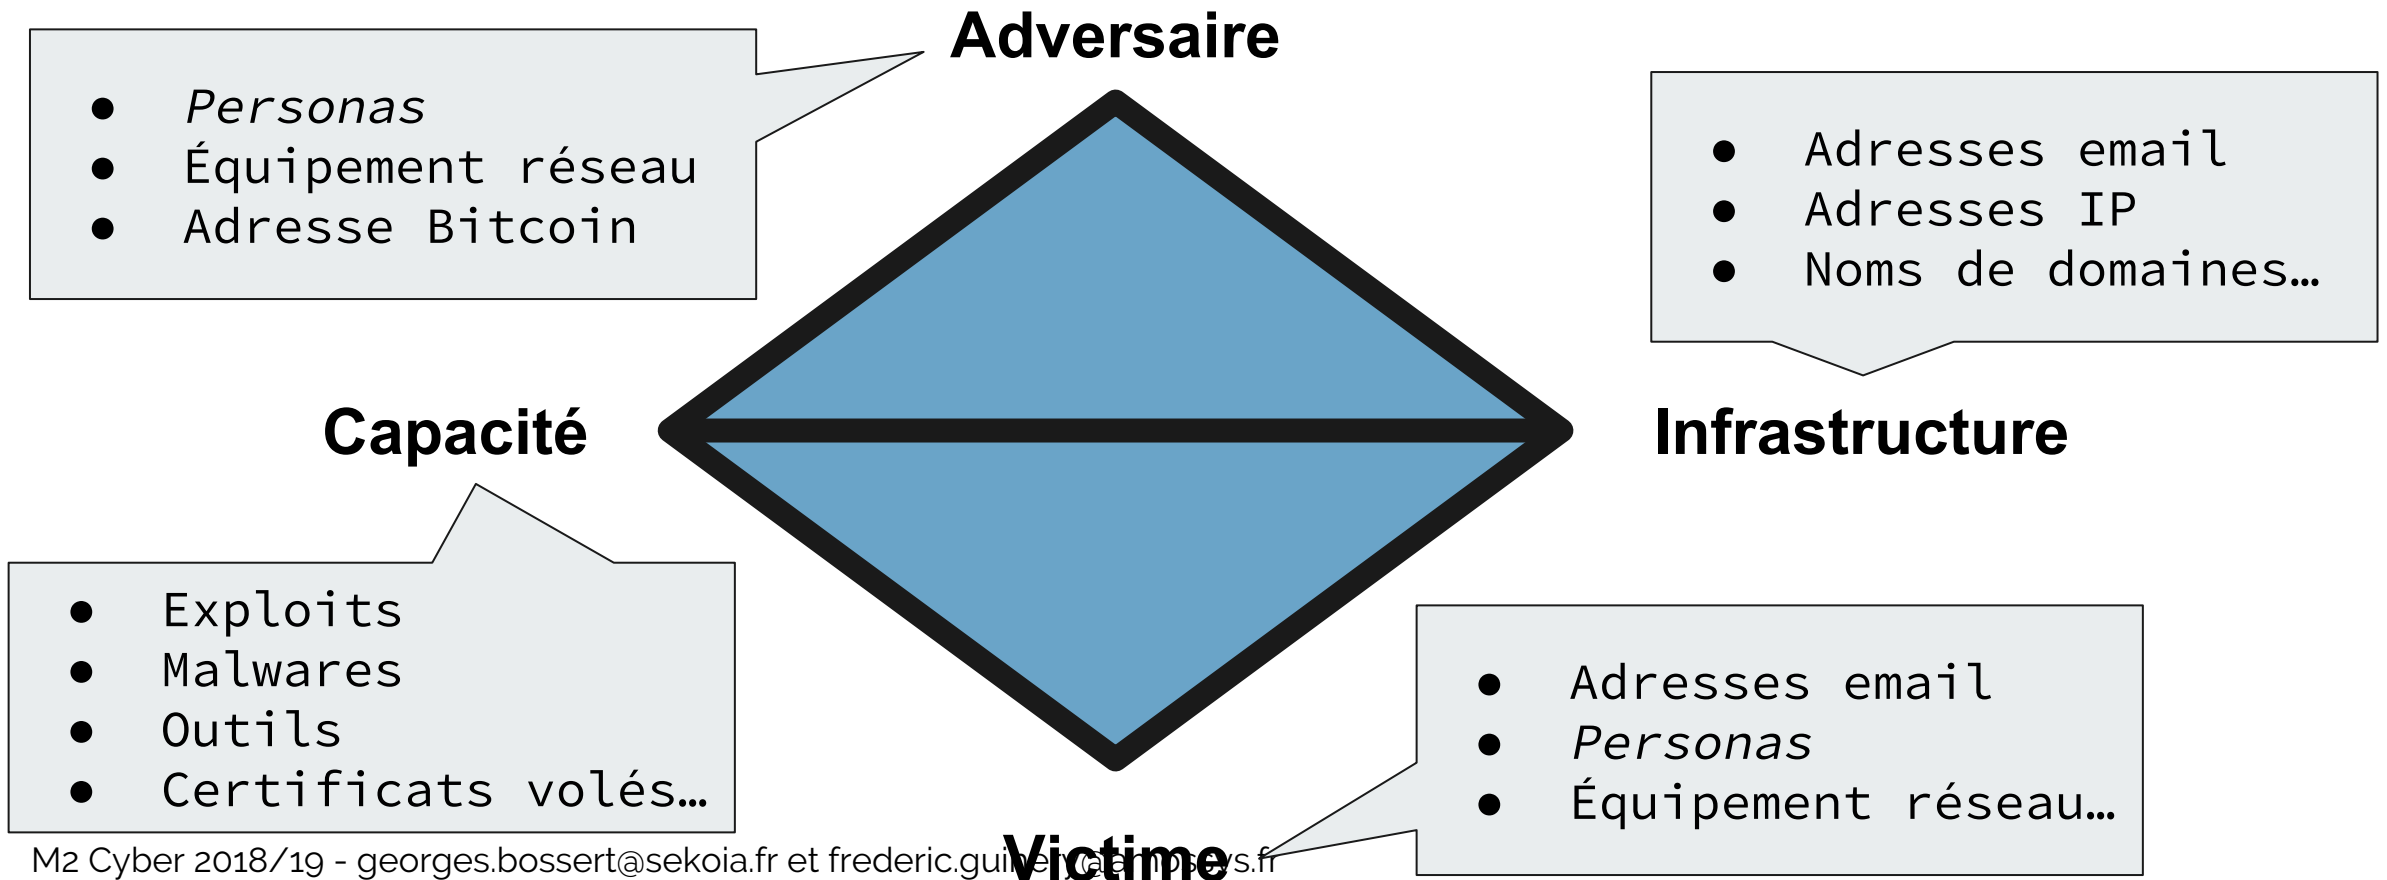 Adversaire
● Personas
● Équipement réseau
● Adresse Bitcoin
● Adresses email
● Adresses IP
● Noms de domaines…
Capacité
Infrastructure
● Exploits
● Malwares
● Outils
● Certificats volés…
● Adresses email
● Personas
● Équipement réseau…
Victime
M2 Cyber 2018/19 - georges.bossert@sekoia.fr et